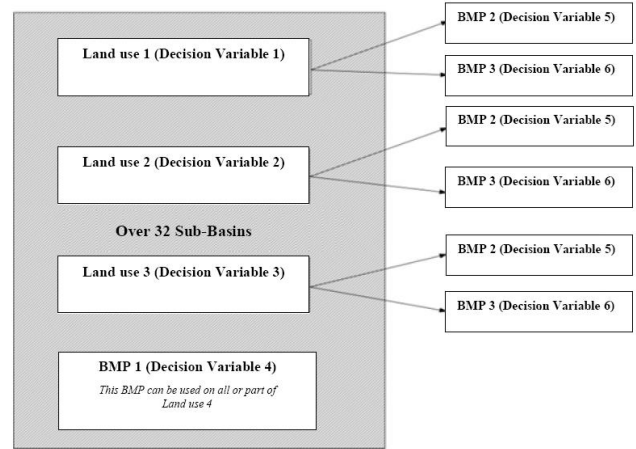 BMP 2 (Decision Variable 5)
Land use 1 (Decision Variable 1)
BMP 3 (Decision Variable 6)
BMP 2 (Decision Variable 5)
Land use 2 (Decision Variable 2)
BMP 3 (Decision Variable 6)
Over 32 Sub-Basins
BMP 2 (Decision Variable 5)
Land use 3 (Decision Variable 3)
BMP 3 (Decision Variable 6)
BMP 1 (Decision Variable 4)
This BMP can be used on all or part of
Land use 4